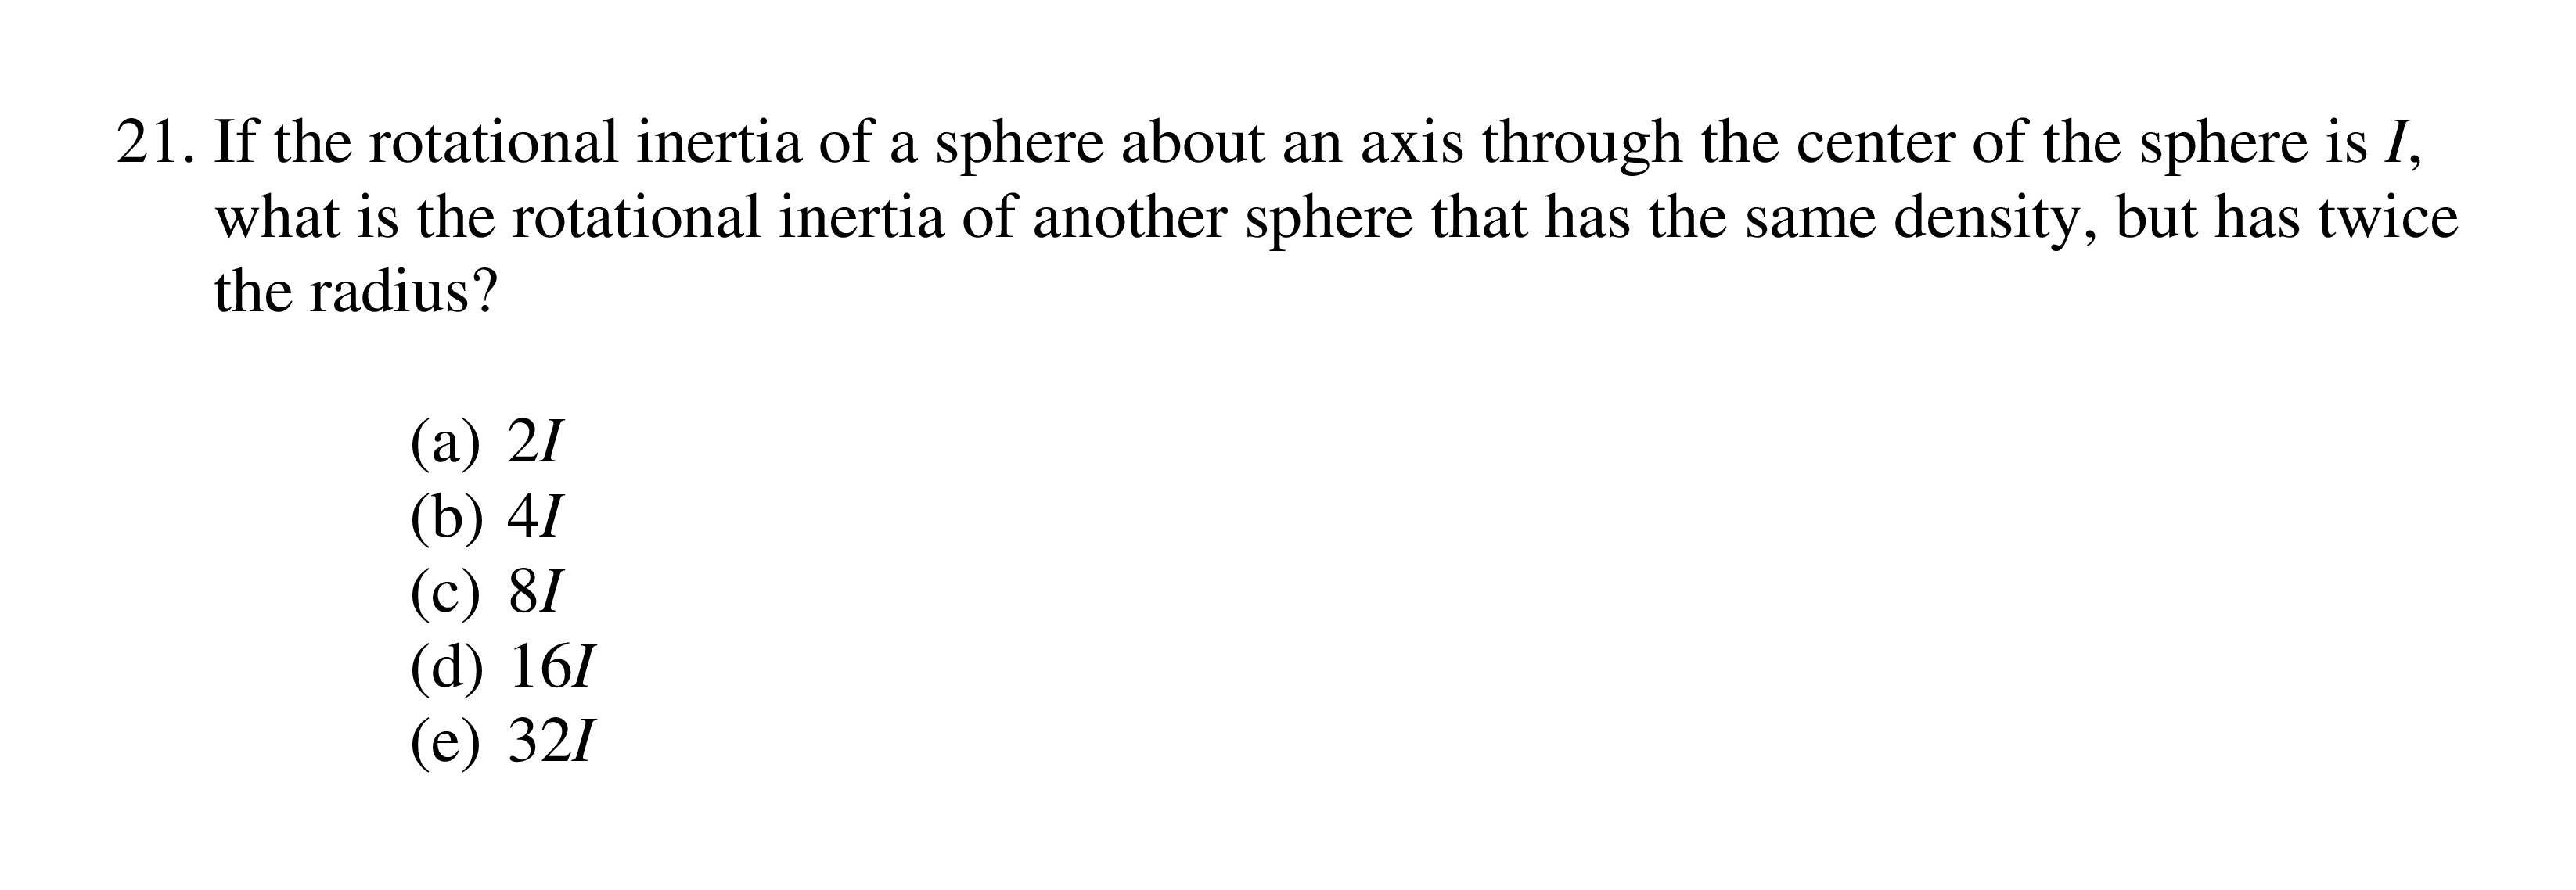 21. If the rotational inertia of a sphere about an axis through the center of the sphere is I,
what is the rotational inertia of another sphere that has the same density, but has twice
the radius?
(a) 2I
(b) 4I
(c) 8I
(d) 16I
(e) 32I